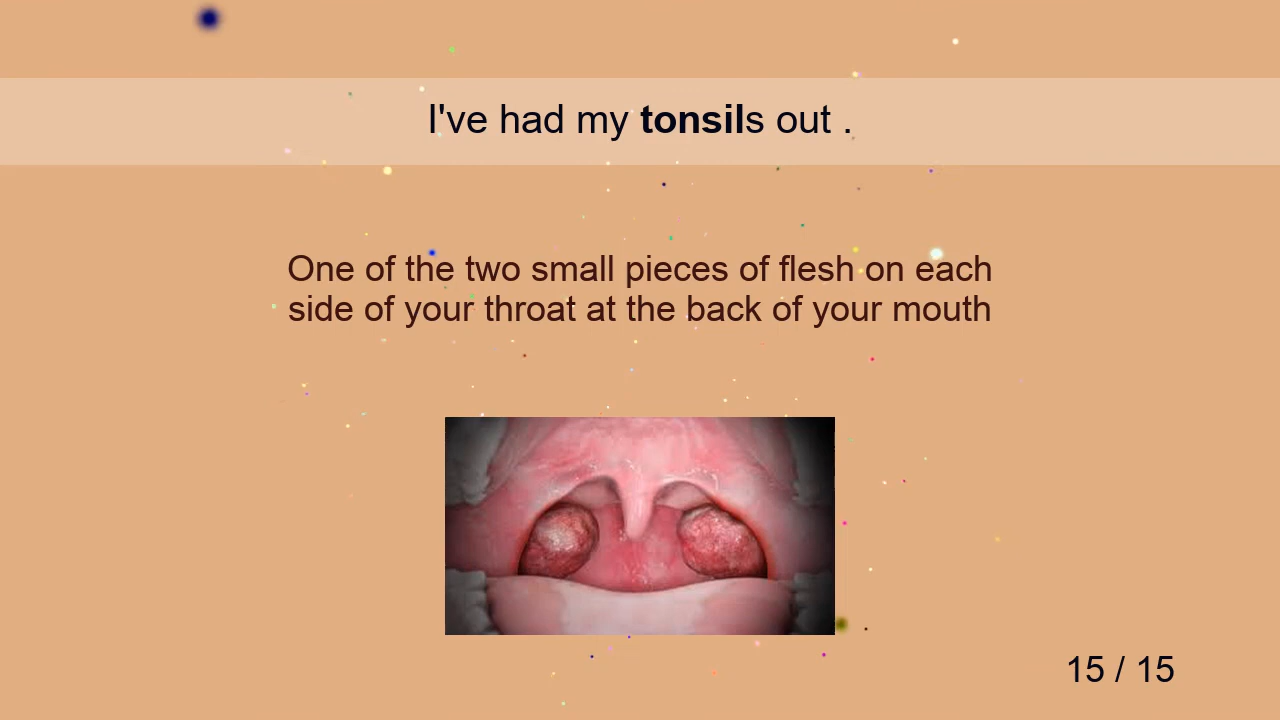 I've had my tonsils out .
One of the two small pieces of flesh on each
side of your throat at the back of your mouth
15 / 15